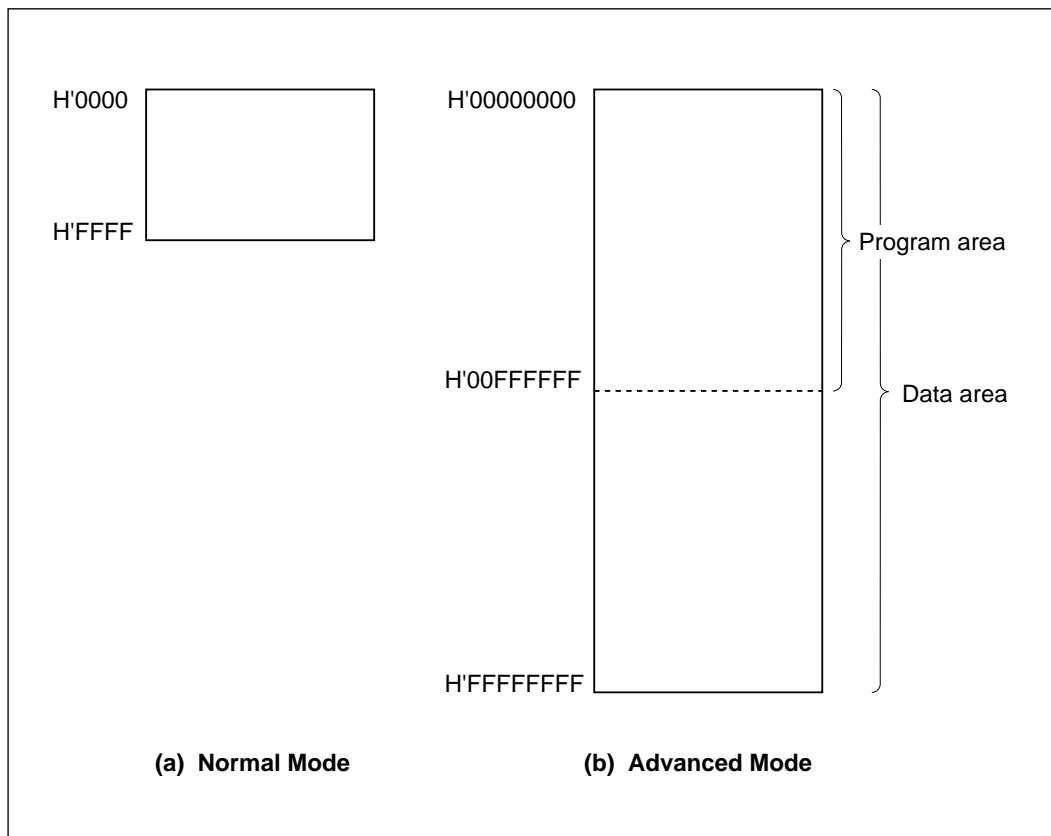 H'0000
H'FFFF
H'00000000
H'00FFFFFF
H'FFFFFFFF
Program area
Data area
(a) Normal Mode
(b) Advanced Mode